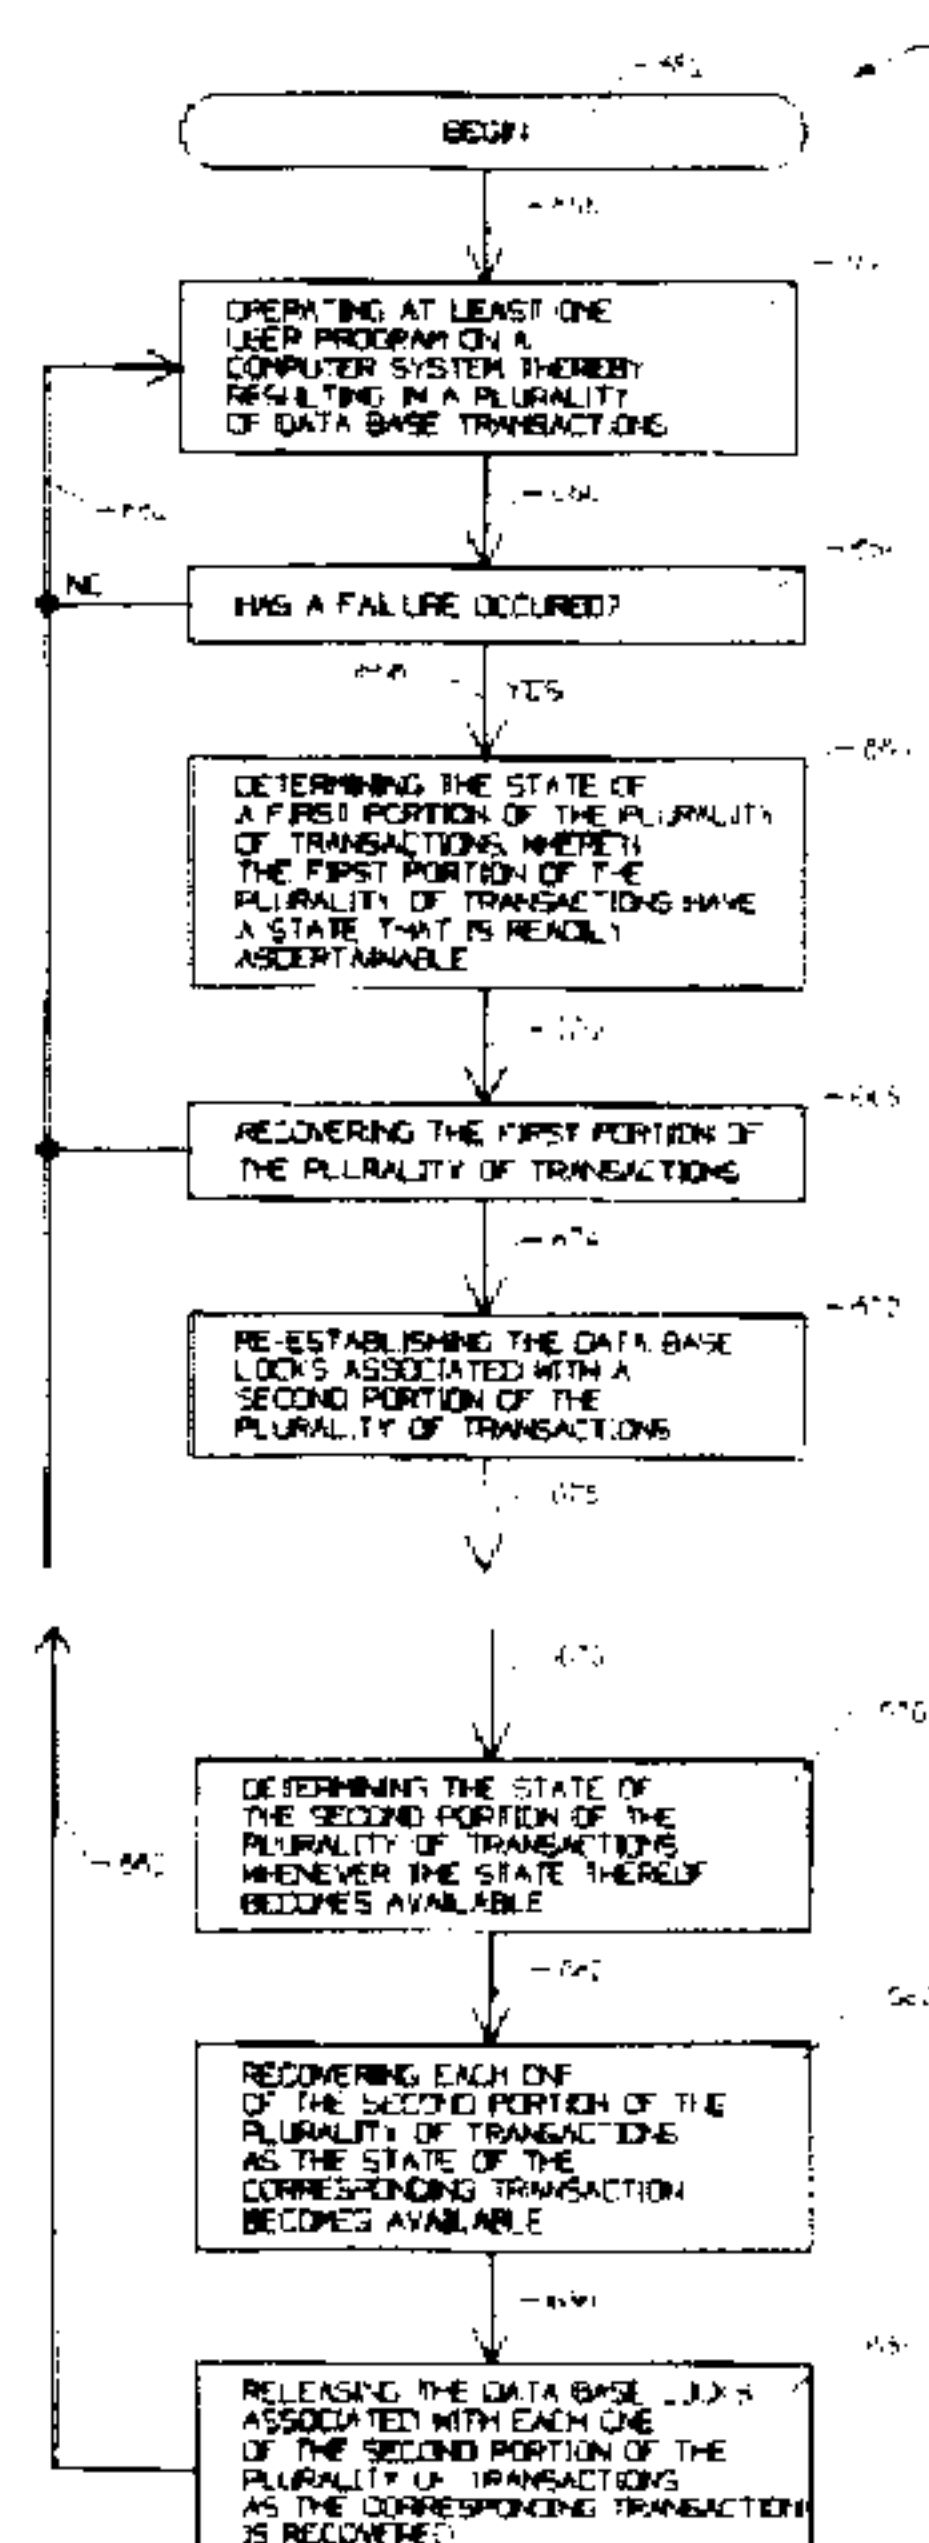 BEGIN
OPERATING AT LEAST ONE
USER PROGRAM ON A
COMPUTER SYSTEM THEREBY
RESULTING IN A PLURALITY
OF DATA BASE TRANSACTIONS
NO
HAS A FAILURE OCCURED?
YES
DETERMINING THE STATE OF
A FIRST PORTION OF THE PLURALITY
OF TRANSACTIONS, WHEREIN
THE FIRST PORTION OF THE
PLURALITY OF TRANSACTIONS HAVE
A STATE THAT IS READILY
ASCERTAINABLE
RECOVERING THE FIRST PORTION OF
THE PLURALITY OF TRANSACTIONS
674
672
RE-ESTABLISHING THE DATA BASE
LOCKS ASSOCIATED WITH A
SECOND PORTION OF THE
PLURALITY OF TRANSACTIONS
DETERMINING THE STATE OF
THE SECOND PORTION OF THE
PLURALITY OF TRANSACTIONS
WHENEVER THE STATE THEREOF
BECOMES AVAILABLE
RECOVERING EACH ONE
OF THE SECOND PORTION OF THE
PLURALITY OF TRANSACTIONS
AS THE STATE OF THE
CORRESPONDING TRANSACTION
BECOMES AVAILABLE
RELEASING THE DATA BASE LOCKS
ASSOCIATED WITH EACH ONE
OF THE SECOND PORTION OF THE
PLURALITY OF TRANSACTIONS
AS THE CORRESPONDING TRANSACTION
IS RECOVERED